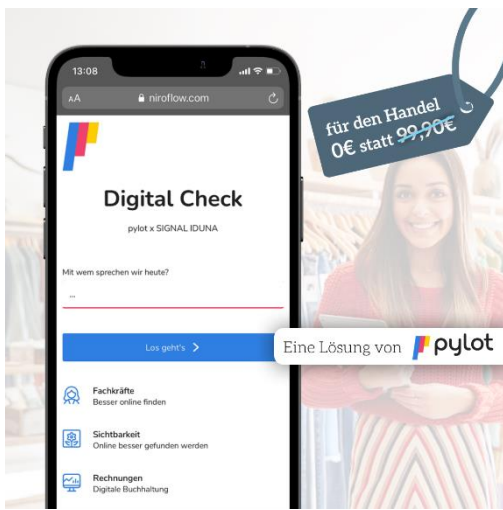 13:08
AA
niroflow.com
Digital Check
pylot x SIGNAL IDUNA
Mit wem sprechen wir heute?
...
Los geht's
Fachkräfte
Besser online finden
Sichtbarkeit
Online besser gefunden werden
Rechnungen
Digitale Buchhaltung
für den Handel
0€ statt 99,90€
Eine Lösung von pylot